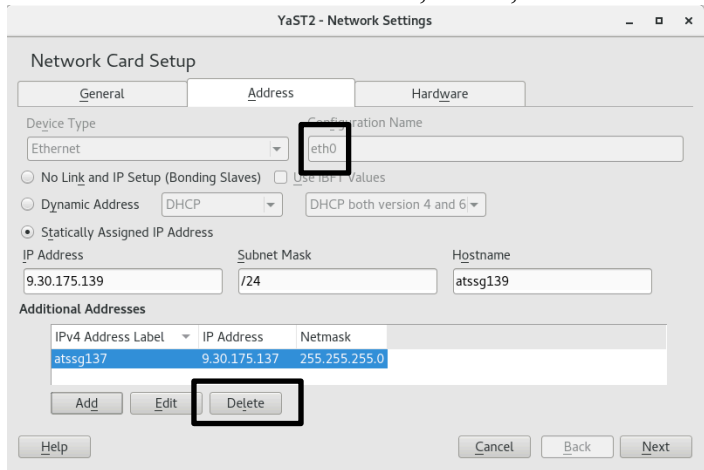 YaST2 - Network Settings
Network Card Setup
General Address Hardware
Device Type Configuration Name
Ethernet eth0
No Link and IP Setup (Bonding Slaves) Use iBFT Values
Dynamic Address DHCP DHCP both version 4 and 6
Statically Assigned IP Address
IP Address Subnet Mask Hostname
9.30.175.139 /24 atssg139
Additional Addresses
IPv4 Address Label IP Address Netmask
atssg137 9.30.175.137 255.255.255.0
Add Edit Delete
Help Cancel Back Next